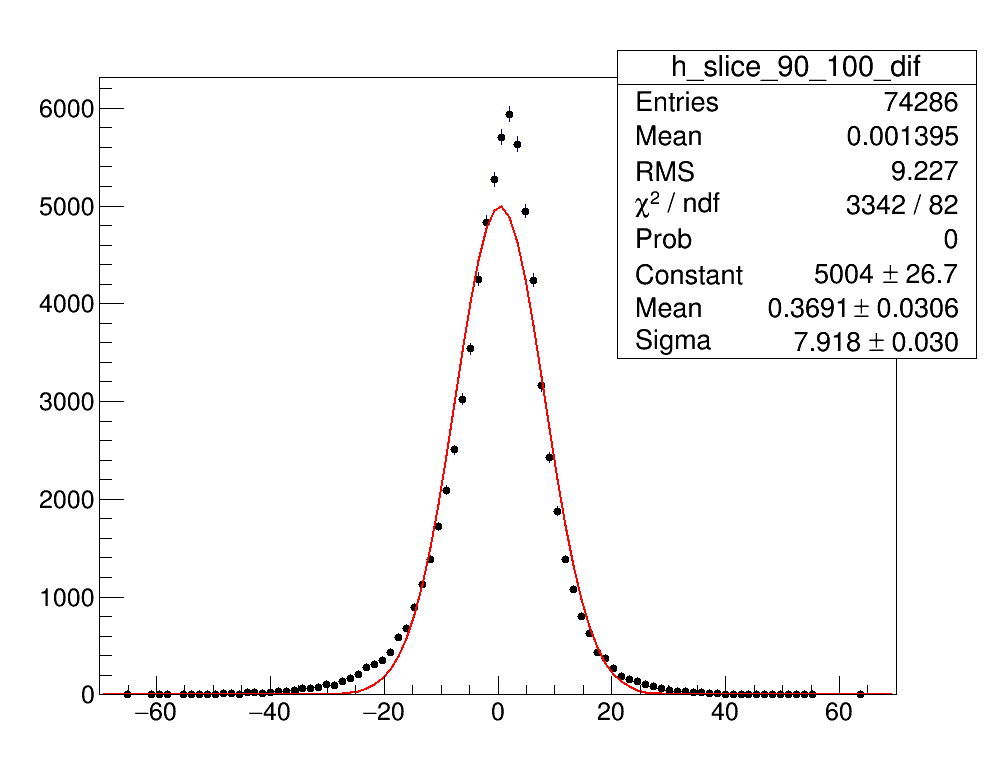 h_slice_90_100_dif
Entries 74286
Mean 0.001395
RMS 9.227
χ² / ndf 3342 / 82
Prob 0
Constant 5004 ± 26.7
Mean 0.3691 ± 0.0306
Sigma 7.918 ± 0.030
6000
5000
4000
3000
2000
1000
0
−60 −40 −20 0 20 40 60